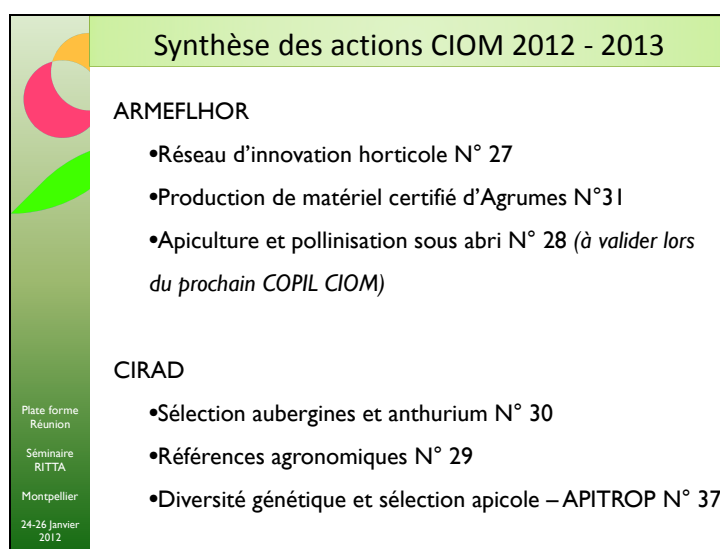 Synthèse des actions CIOM 2012 - 2013
ARMEFLHOR
•Réseau d'innovation horticole N° 27
•Production de matériel certifié d'Agrumes N°31
•Apiculture et pollinisation sous abri N° 28 (à valider lors
du prochain COPIL CIOM)
CIRAD
•Sélection aubergines et anthurium N° 30
•Références agronomiques N° 29
•Diversité génétique et sélection apicole – APITROP N° 37
Plate forme
Réunion
Séminaire
RITTA
Montpellier
24-26 Janvier
2012